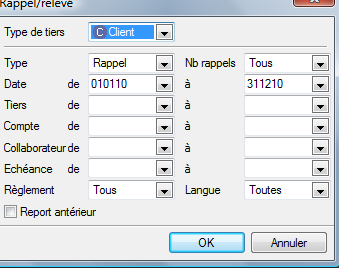 Rappel/relevé
Type de tiers C Client
Type Rappel Nb rappels Tous
Date de 010110 à 311210
Tiers de à
Compte de à
Collaborateur de à
Echéance de à
Règlement Tous Langue Toutes
Report antérieur
OK Annuler